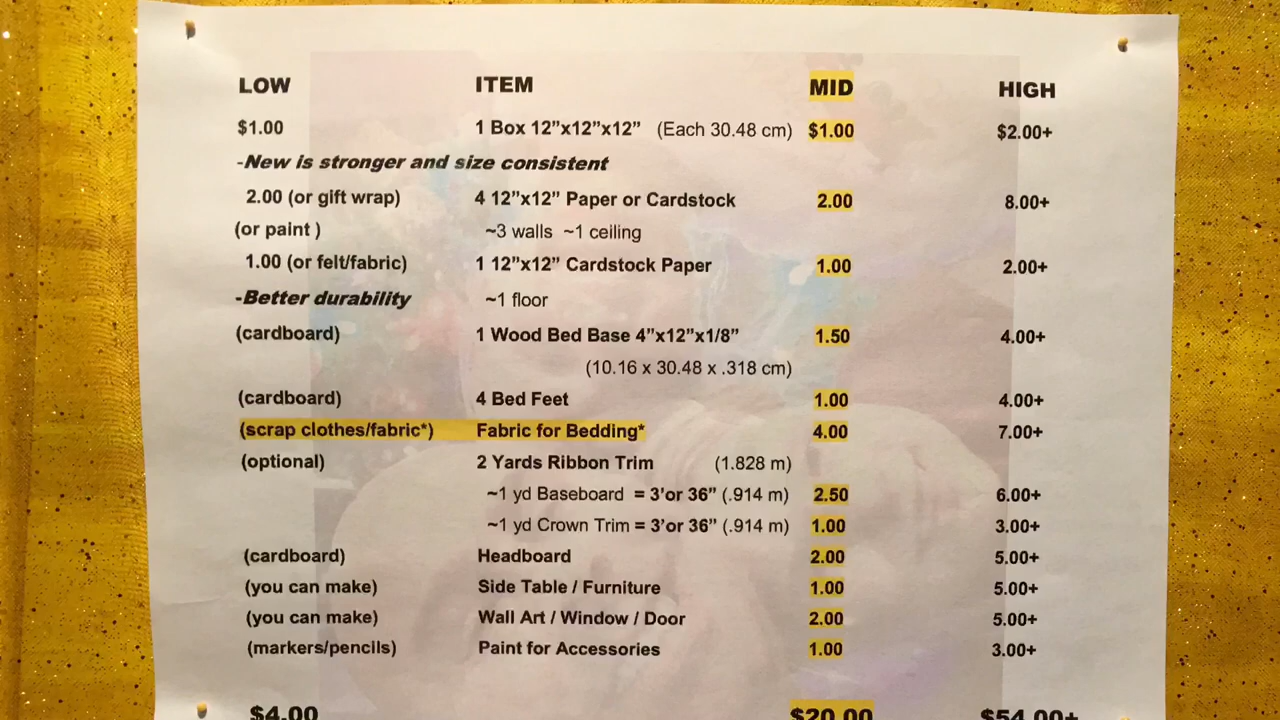 LOW ITEM MID HIGH
$1.00 1 Box 12”x12”x12” (Each 30.48 cm) $1.00 $2.00+
-New is stronger and size consistent
2.00 (or gift wrap) 4 12”x12” Paper or Cardstock 2.00 8.00+
(or paint ) ~3 walls ~1 ceiling
1.00 (or felt/fabric) 1 12”x12” Cardstock Paper 1.00 2.00+
-Better durability ~1 floor
(cardboard) 1 Wood Bed Base 4”x12”x1/8” 1.50 4.00+
(10.16 x 30.48 x .318 cm)
(cardboard) 4 Bed Feet 1.00 4.00+
(scrap clothes/fabric*) Fabric for Bedding* 4.00 7.00+
(optional) 2 Yards Ribbon Trim (1.828 m)
~1 yd Baseboard = 3’or 36” (.914 m) 2.50 6.00+
~1 yd Crown Trim = 3’or 36” (.914 m) 1.00 3.00+
(cardboard) Headboard 2.00 5.00+
(you can make) Side Table / Furniture 1.00 5.00+
(you can make) Wall Art / Window / Door 2.00 5.00+
(markers/pencils) Paint for Accessories 1.00 3.00+
$4.00 $20.00 $54.00+